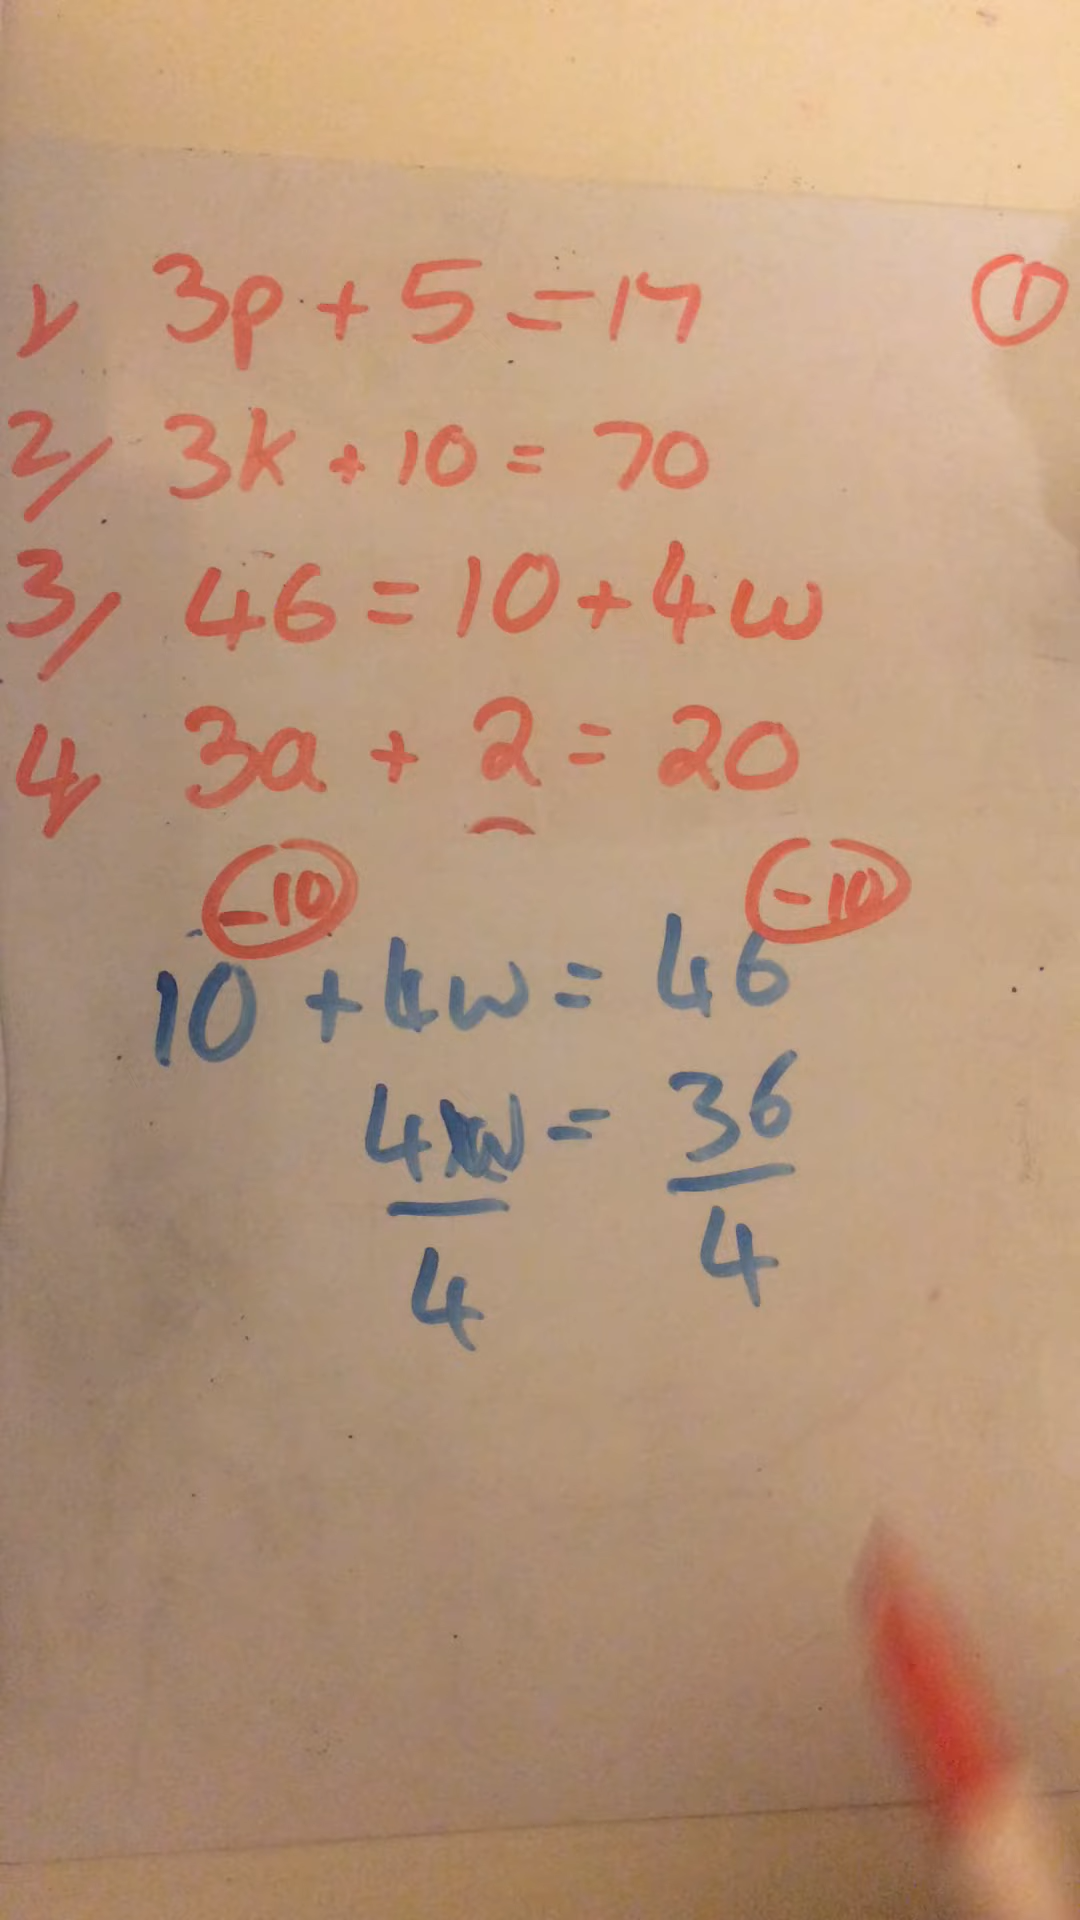 1/ 3p + 5 = 17 ①
2/ 3k + 10 = 70
3/ 46 = 10 + 4w
4/ 3a + 2 = 20
-10 -10
10 + 4w = 46
4w = 36
4 4